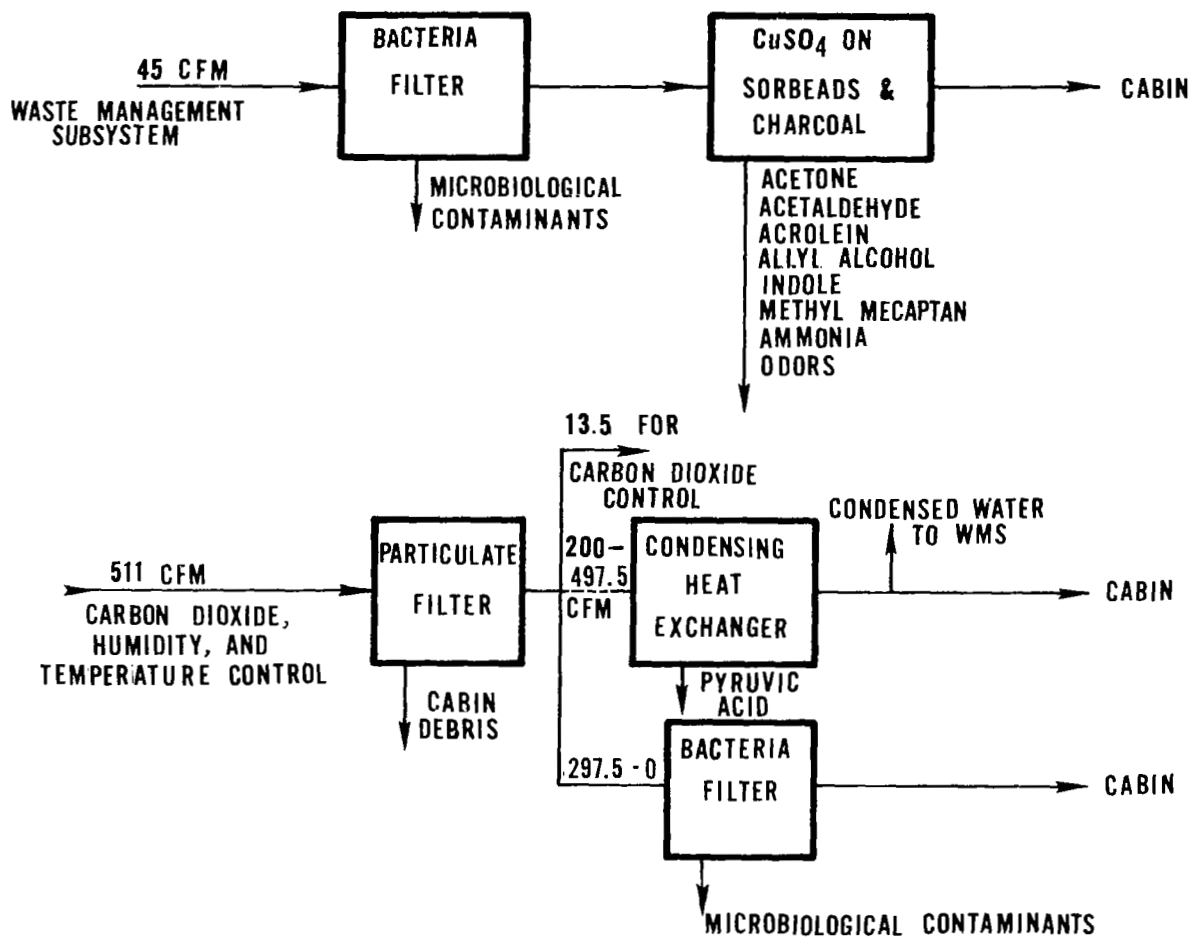 45 CFM
WASTE MANAGEMENT
SUBSYSTEM
BACTERIA
FILTER
MICROBIOLOGICAL
CONTAMINANTS
CuSO4 ON
SORBEADS &
CHARCOAL
CABIN
ACETONE
ACETALDEHYDE
ACROLEIN
ALLYL ALCOHOL
INDOLE
METHYL MECAPTAN
AMMONIA
ODORS
511 CFM
CARBON DIOXIDE,
HUMIDITY, AND
TEMPERATURE CONTROL
PARTICULATE
FILTER
CABIN
DEBRIS
13.5 FOR
CARBON DIOXIDE
CONTROL
200-
497.5
CFM
CONDENSING
HEAT
EXCHANGER
CONDENSED WATER
TO WMS
CABIN
PYRUVIC
ACID
297.5 - 0
BACTERIA
FILTER
CABIN
MICROBIOLOGICAL CONTAMINANTS